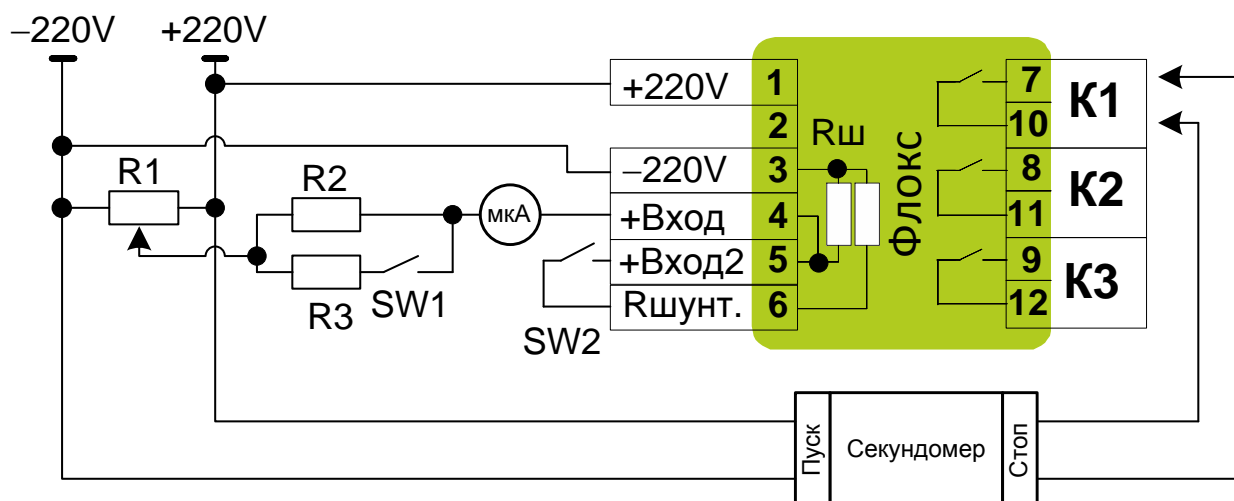 −220V
+220V
+220V 1
2
−220V 3
+Вход 4
+Вход2 5
Rшунт. 6
R1
R2
R3
SW1
мкА
SW2
Rш
Флокс
7
10
К1
8
11
К2
9
12
К3
Пуск
Секундомер
Стоп